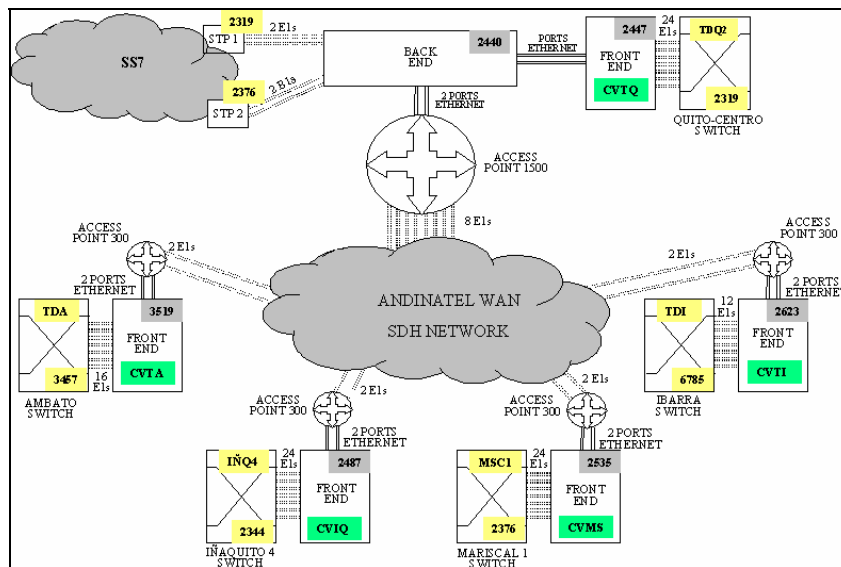 2319
STP 1
2 E1s
SS7
2376
STP 2
2 B1s
BACK
END
2440
PORTS
ETHERNET
2447
FRONT
END
CVTQ
24
E1s
TDQ2
2319
QUITO-CENTRO
SWITCH
2 PORTS
ETHERNET
ACCESS
POINT 1500
8 E1s
ANDINATEL WAN
SDH NETWORK
ACCESS
POINT 300
2 E1s
2 PORTS
ETHERNET
TDA
3457
16
E1s
3519
FRONT
END
CVTA
AMBATO
SWITCH
ACCESS
POINT 300
2 E1s
2 PORTS
ETHERNET
TDI
6785
12
E1s
2623
FRONT
END
CVTI
IBARRA
SWITCH
2 E1s
ACCESS
POINT 300
2 PORTS
ETHERNET
IÑQ4
2344
24
E1s
2487
FRONT
END
CVIQ
IÑAQUITO 4
SWITCH
2 E1s
ACCESS
POINT 300
2 PORTS
ETHERNET
MSC1
2376
24
E1s
2535
FRONT
END
CVMS
MARISCAL 1
SWITCH